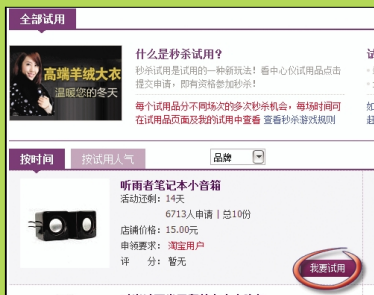 全部试用
高端羊绒大衣
温暖您的冬天
什么是秒杀试用？
秒杀试用是试用的一种新玩法！看中心仪试用品点击
提交申请，即有资格参加秒杀！
每个试用品分不同场次的多次秒杀机会，每场时间可
在试用品页面及我的试用中查看 查看秒杀游戏规则
按时间
按试用人气
品牌
听雨者笔记本小音箱
活动还剩：14天
6713人申请｜总10份
店铺价格：15.00元
申领要求：淘宝用户
评　　分：暂无
我要试用